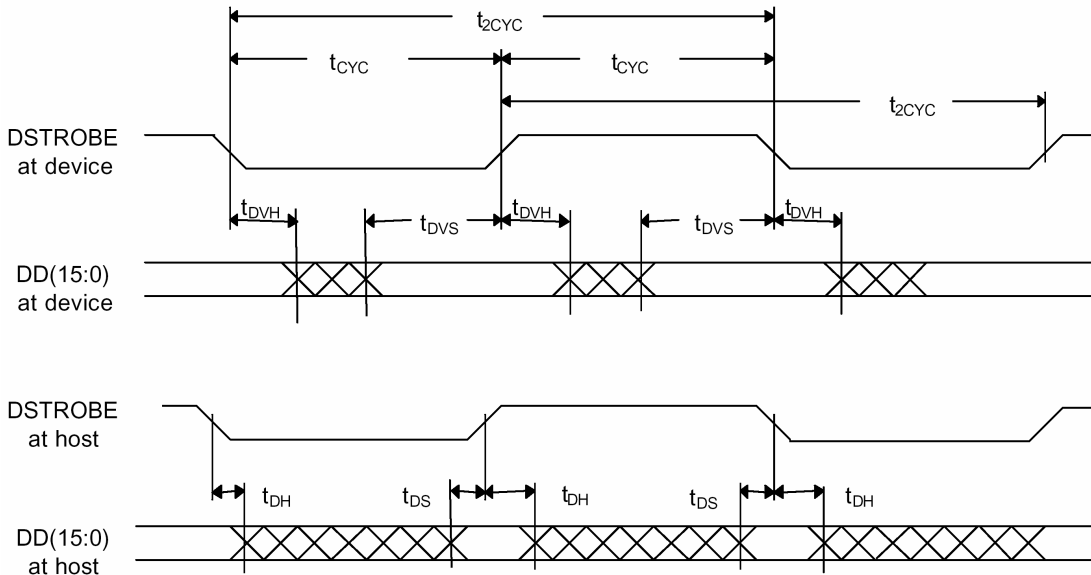 t2CYC
tCYC tCYC
t2CYC
DSTROBE
at device
tDVH tDVS tDVH tDVS tDVH
DD(15:0)
at device
DSTROBE
at host
tDH tDS tDH tDS tDH
DD(15:0)
at host